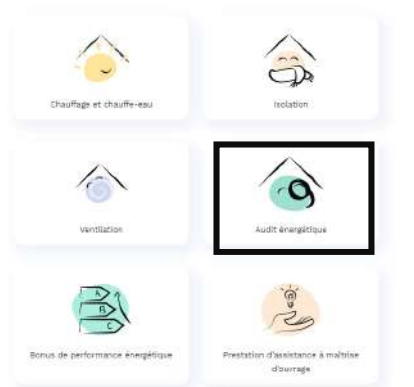 Chauffage et chauffe-eau
Isolation
Ventilation
Audit énergétique
A
B
C
Bonus de performance énergétique
Prestation d'assistance à maîtrise
d'ouvrage